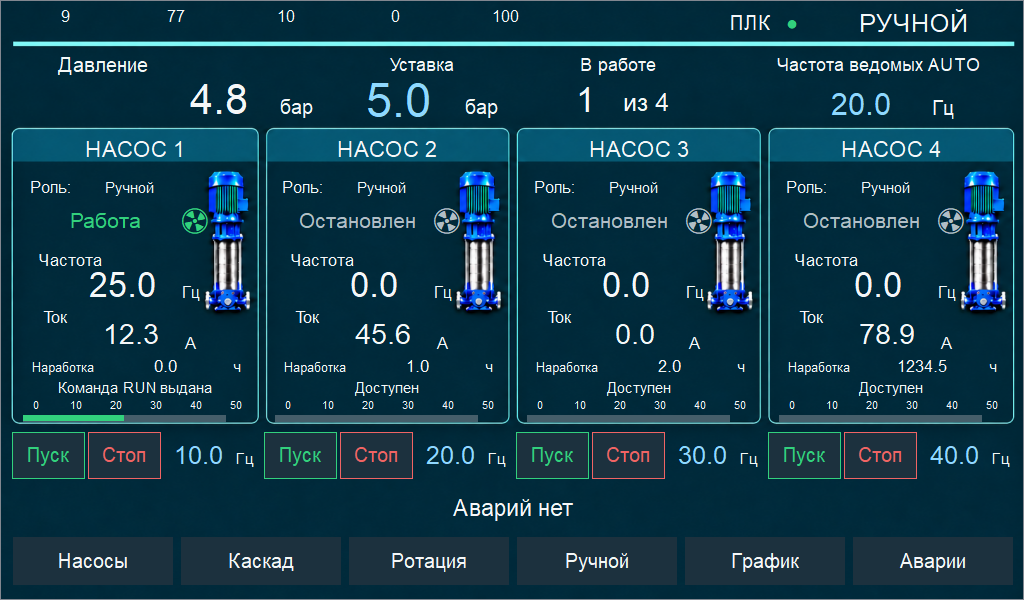 9 77 10 0 100
ПЛК РУЧНОЙ
Давление Уставка В работе Частота ведомых AUTO
4.8 бар 5.0 бар 1 из 4 20.0 Гц
НАСОС 1 НАСОС 2 НАСОС 3 НАСОС 4
Роль: Ручной Роль: Ручной Роль: Ручной Роль: Ручной
Работа Остановлен Остановлен Остановлен
Частота Частота Частота Частота
25.0 Гц 0.0 Гц 0.0 Гц 0.0 Гц
Ток Ток Ток Ток
12.3 А 45.6 А 0.0 А 78.9 А
Наработка 0.0 ч Наработка 1.0 ч Наработка 2.0 ч Наработка 1234.5 ч
Команда RUN выдана Доступен Доступен Доступен
0 10 20 30 40 50 0 10 20 30 40 50 0 10 20 30 40 50 0 10 20 30 40 50
Пуск Стоп 10.0 Гц Пуск Стоп 20.0 Гц Пуск Стоп 30.0 Гц Пуск Стоп 40.0 Гц
Аварий нет
Насосы Каскад Ротация Ручной График Аварии